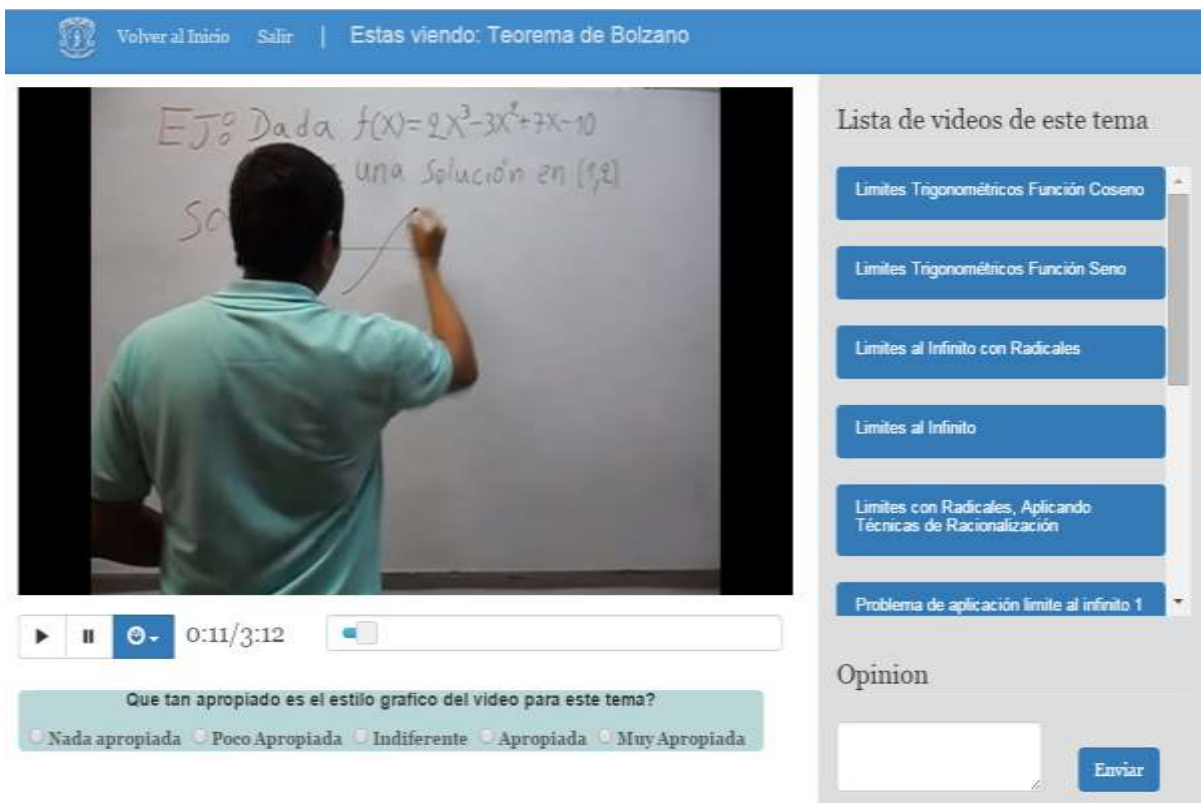 Volver al Inicio Salir | Estas viendo: Teorema de Bolzano
EJ: Dada f(x)=2x³-3x²+7x-10
una solución en (1,2)
SO
0:11/3:12
Que tan apropiado es el estilo grafico del video para este tema?
Nada apropiada Poco Apropiada Indiferente Apropiada Muy Apropiada
Lista de videos de este tema
Limites Trigonométricos Función Coseno
Limites Trigonométricos Función Seno
Limites al Infinito con Radicales
Limites al Infinito
Limites con Radicales, Aplicando
Técnicas de Racionalización
Problema de aplicación limite al infinito 1
Opinion
Enviar